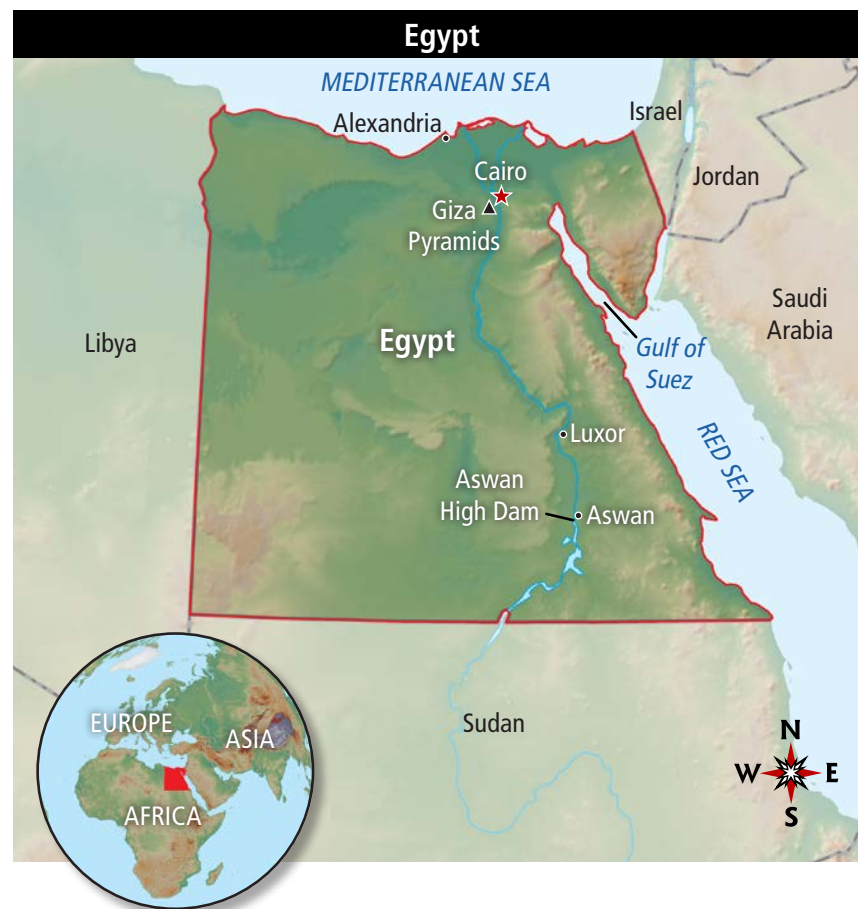 Egypt
MEDITERRANEAN SEA
Alexandria
Israel
Cairo
Jordan
Giza
Pyramids
Saudi
Arabia
Libya
Egypt
Gulf of
Suez
Luxor
RED SEA
Aswan
High Dam
Aswan
Sudan
EUROPE
ASIA
AFRICA
N
W
E
S